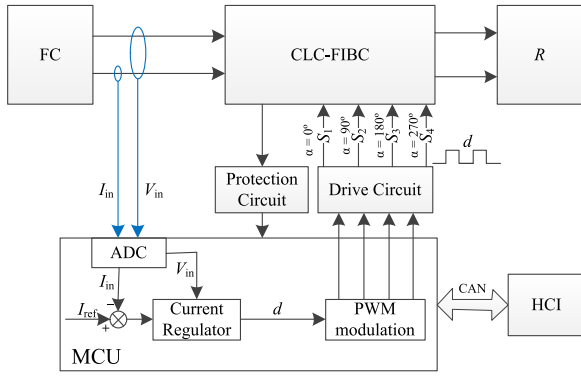 FC
CLC-FIBC
R
α = 0°
S1
α = 90°
S2
α = 180°
S3
α = 270°
S4
d
Iin
Vin
Protection
Circuit
Drive Circuit
ADC
Iin
Vin
Iref
−
+
Current
Regulator
d
PWM
modulation
CAN
HCI
MCU